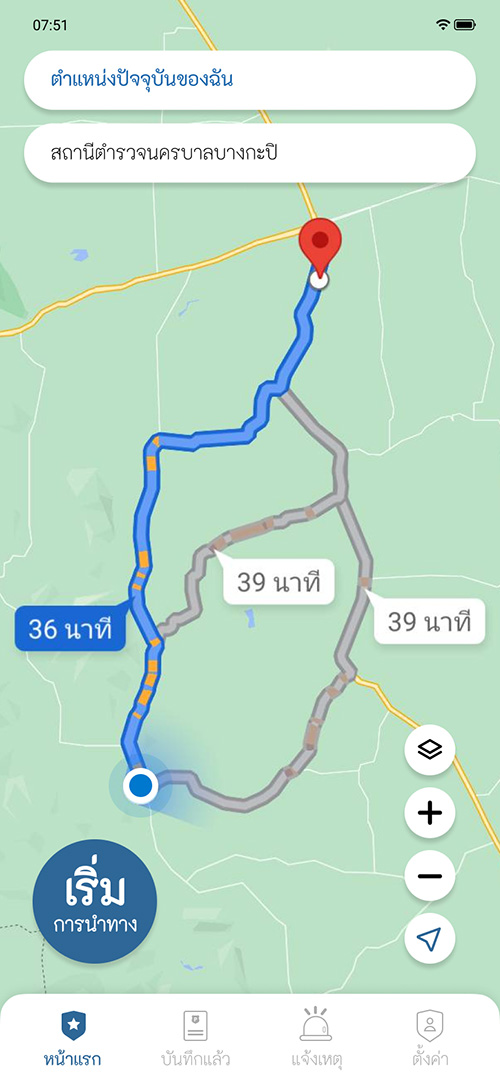 07:51
ตำแหน่งปัจจุบันของฉัน
สถานีตำรวจนครบาลบางกะปิ
39 นาที
36 นาที
39 นาที
เริ่ม
การนำทาง
หน้าแรก
บันทึกแล้ว
แจ้งเหตุ
ตั้งค่า